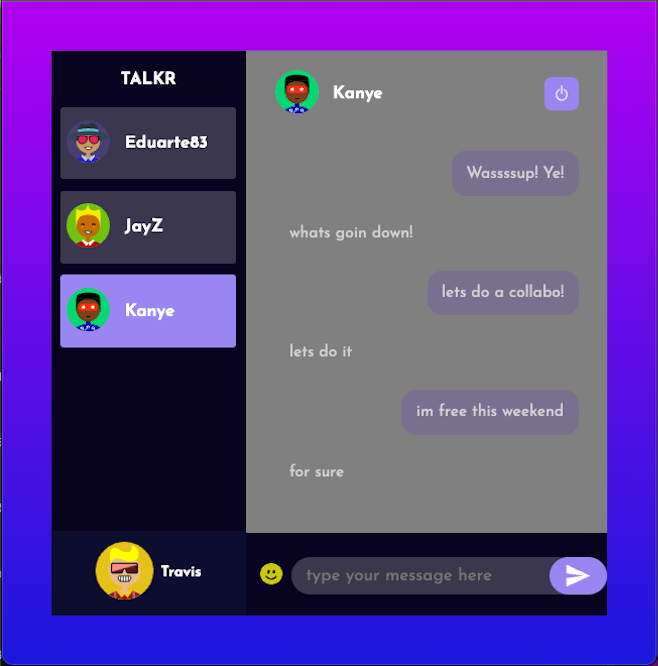 TALKR
Eduarte83
JayZ
Kanye
Travis
Kanye
Wassssup! Ye!
whats goin down!
lets do a collabo!
lets do it
im free this weekend
for sure
type your message here